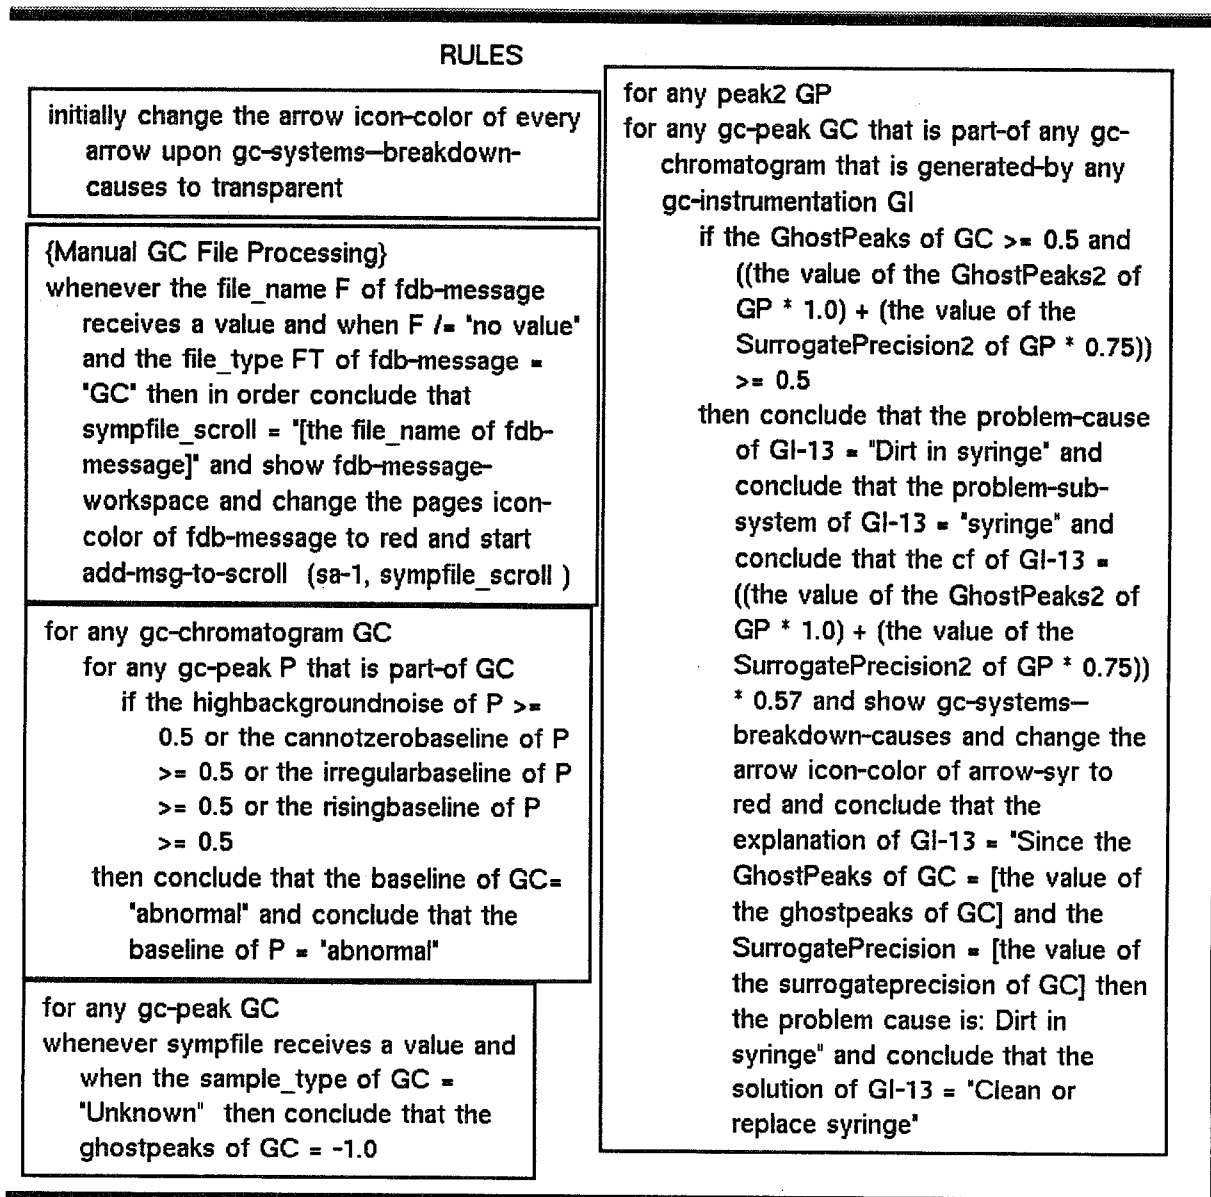 RULES
initially change the arrow icon-color of every
arrow upon gc-systems—breakdown-
causes to transparent
{Manual GC File Processing}
whenever the file_name F of fdb-message
receives a value and when F /= "no value"
and the file_type FT of fdb-message =
"GC" then in order conclude that
sympfile_scroll = "[the file_name of fdb-
message]" and show fdb-message-
workspace and change the pages icon-
color of fdb-message to red and start
add-msg-to-scroll (sa-1, sympfile_scroll )
for any gc-chromatogram GC
for any gc-peak P that is part-of GC
if the highbackgroundnoise of P >=
0.5 or the cannotzerobaseline of P
>= 0.5 or the irregularbaseline of P
>= 0.5 or the risingbaseline of P
>= 0.5
then conclude that the baseline of GC=
"abnormal" and conclude that the
baseline of P = "abnormal"
for any gc-peak GC
whenever sympfile receives a value and
when the sample_type of GC =
"Unknown" then conclude that the
ghostpeaks of GC = -1.0
for any peak2 GP
for any gc-peak GC that is part-of any gc-
chromatogram that is generated-by any
gc-instrumentation GI
if the GhostPeaks of GC >= 0.5 and
((the value of the GhostPeaks2 of
GP * 1.0) + (the value of the
SurrogatePrecision2 of GP * 0.75))
>= 0.5
then conclude that the problem-cause
of GI-13 = "Dirt in syringe" and
conclude that the problem-sub-
system of GI-13 = "syringe" and
conclude that the cf of GI-13 =
((the value of the GhostPeaks2 of
GP * 1.0) + (the value of the
SurrogatePrecision2 of GP * 0.75))
* 0.57 and show gc-systems—
breakdown-causes and change the
arrow icon-color of arrow-syr to
red and conclude that the
explanation of GI-13 = "Since the
GhostPeaks of GC = [the value of
the ghostpeaks of GC] and the
SurrogatePrecision = [the value of
the surrogateprecision of GC] then
the problem cause is: Dirt in
syringe" and conclude that the
solution of GI-13 = "Clean or
replace syringe"